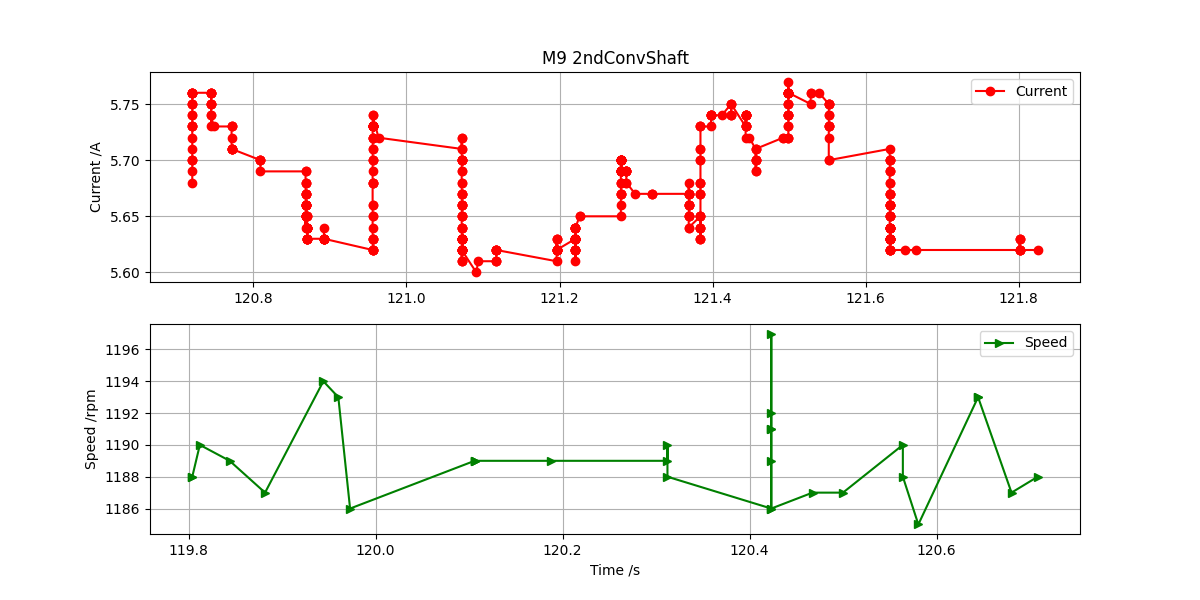 M9 2ndConvShaft
Current /A
5.75
5.70
5.65
5.60
Current
120.8 121.0 121.2 121.4 121.6 121.8
Speed /rpm
1196
1194
1192
1190
1188
1186
Speed
119.8 120.0 120.2 120.4 120.6
Time /s